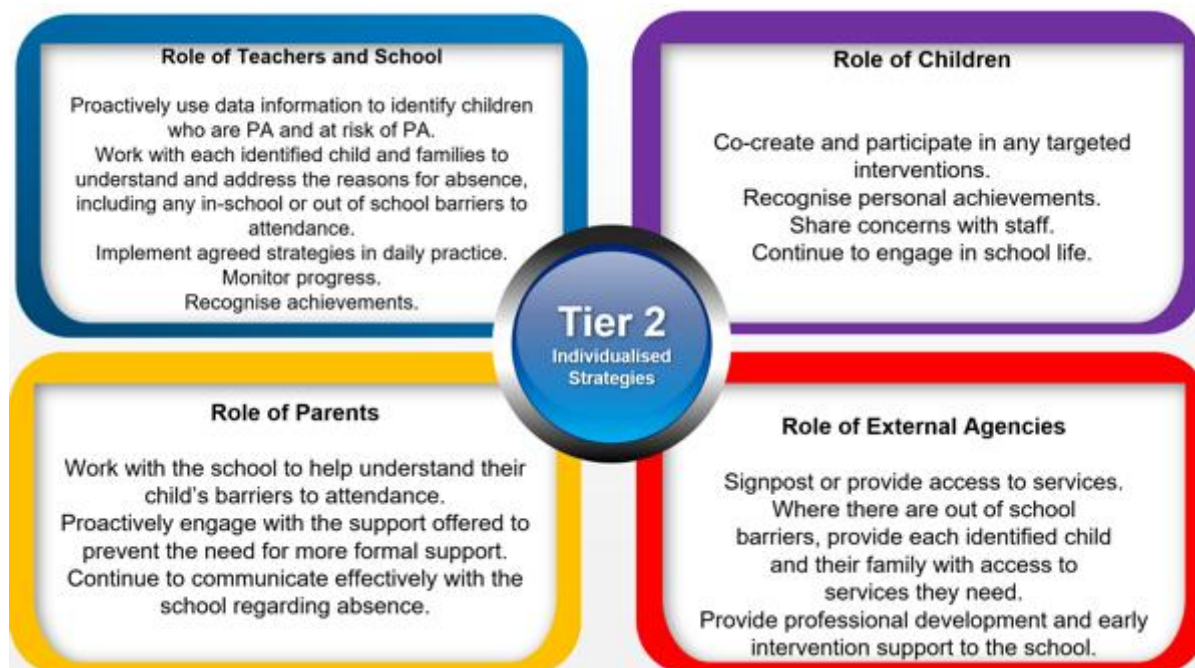 Role of Teachers and School
Proactively use data information to identify children
who are PA and at risk of PA.
Work with each identified child and families to
understand and address the reasons for absence,
including any in-school or out of school barriers to
attendance.
Implement agreed strategies in daily practice.
Monitor progress.
Recognise achievements.
Role of Children
Co-create and participate in any targeted
interventions.
Recognise personal achievements.
Share concerns with staff.
Continue to engage in school life.
Tier 2
Individualised
Strategies
Role of Parents
Work with the school to help understand their
child's barriers to attendance.
Proactively engage with the support offered to
prevent the need for more formal support.
Continue to communicate effectively with the
school regarding absence.
Role of External Agencies
Signpost or provide access to services.
Where there are out of school
barriers, provide each identified child
and their family with access to
services they need.
Provide professional development and early
intervention support to the school.